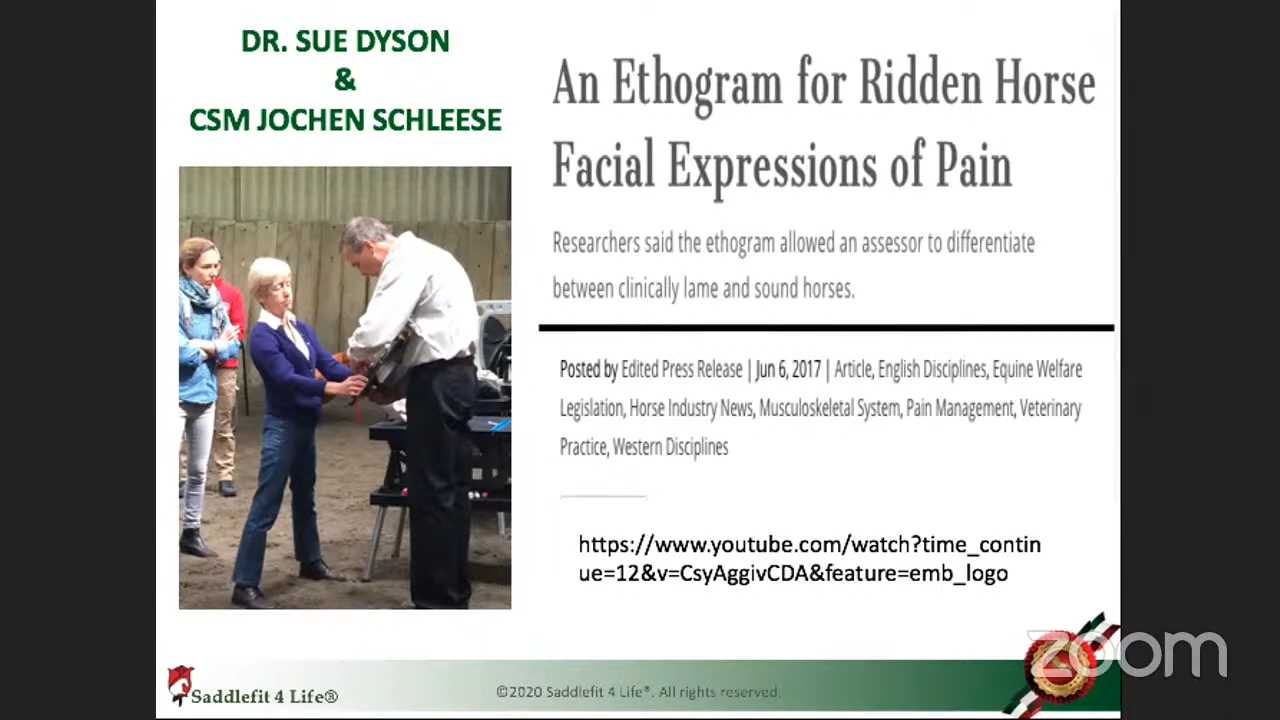 DR. SUE DYSON
&
CSM JOCHEN SCHLEESE
An Ethogram for Ridden Horse
Facial Expressions of Pain
Researchers said the ethogram allowed an assessor to differentiate
between clinically lame and sound horses.
Posted by Edited Press Release | Jun 6, 2017 | Article, English Disciplines, Equine Welfare
Legislation, Horse Industry News, Musculoskeletal System, Pain Management, Veterinary
Practice, Western Disciplines
https://www.youtube.com/watch?time_contin
ue=12&v=CsyAggivCDA&feature=emb_logo
zoom
Saddlefit 4 Life®
©2020 Saddlefit 4 Life®. All rights reserved.